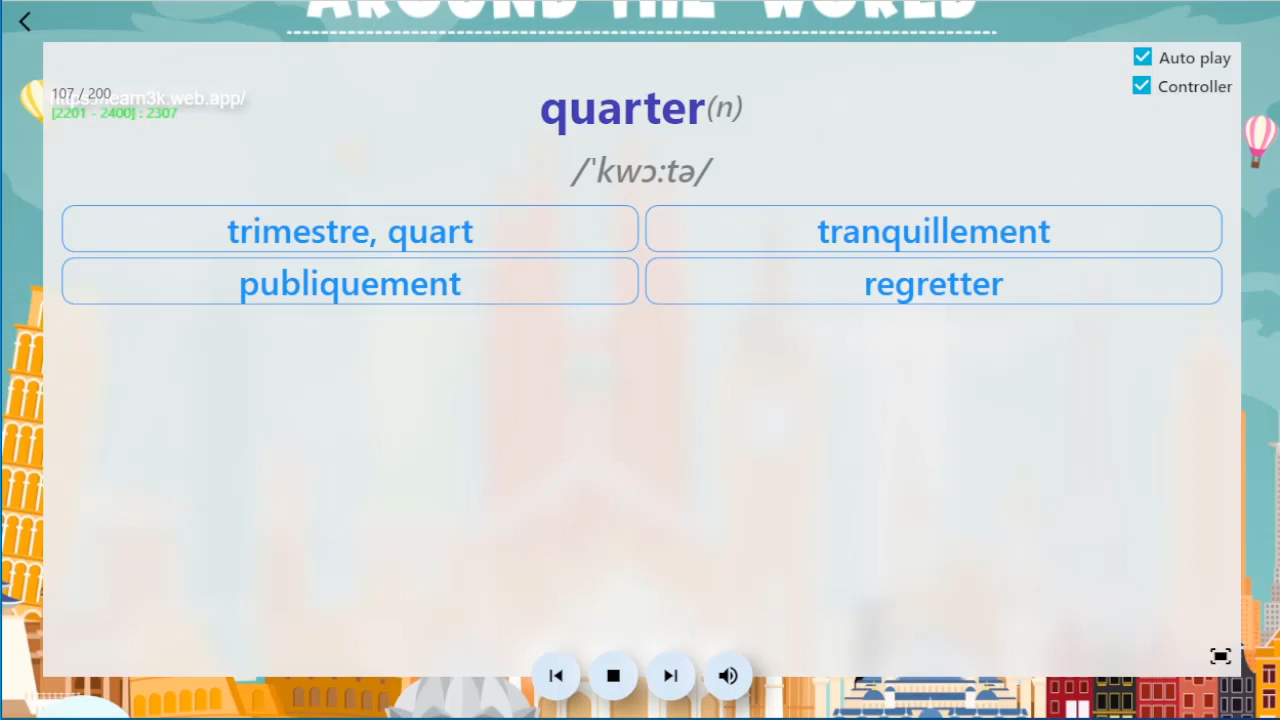 AROUND THE WORLD
Auto play
107 / 200
https://learn3k.web.app/
Controller
[2201 - 2400] : 2307
quarter(n)
/ˈkwɔːtə/
trimestre, quart
tranquillement
publiquement
regretter